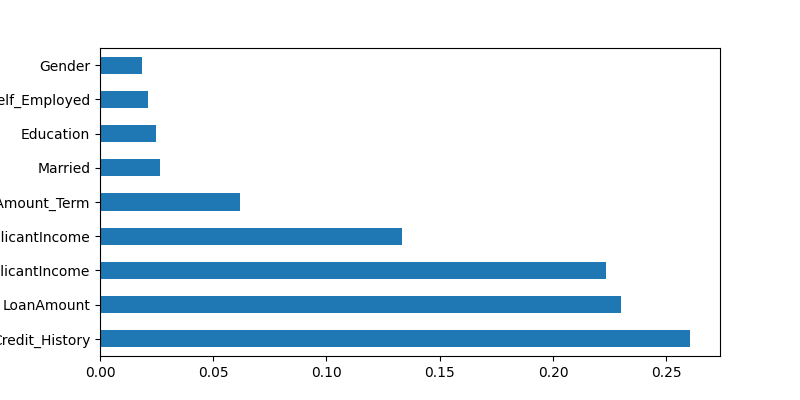 Gender
elf_Employed
Education
Married
Amount_Term
licantIncome
licantIncome
LoanAmount
Credit_History
0.00 0.05 0.10 0.15 0.20 0.25